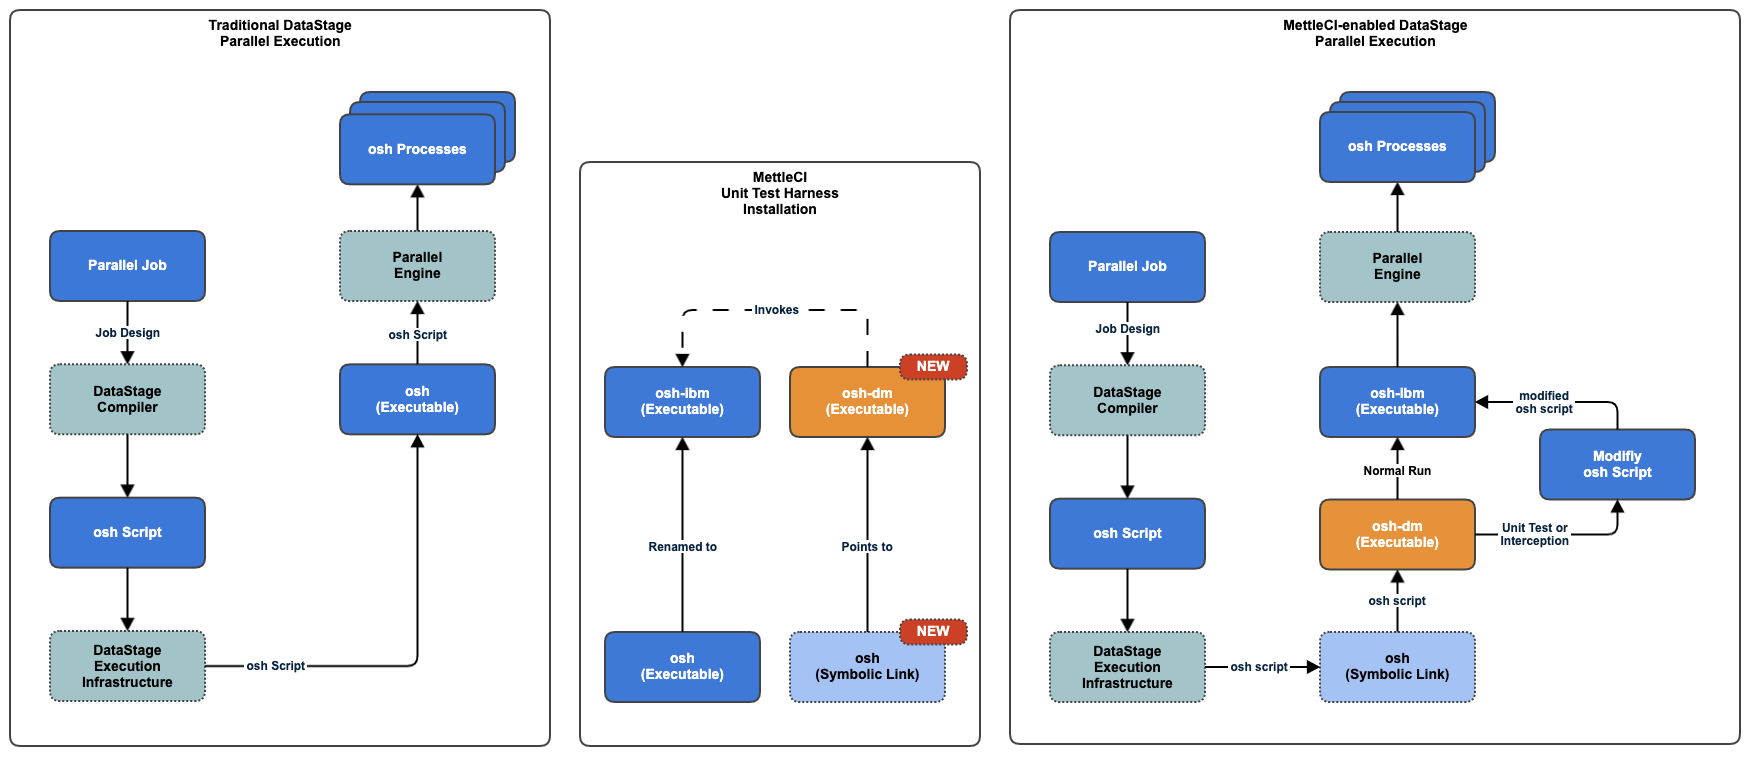 Traditional DataStage
Parallel Execution
osh Processes
Parallel
Engine
Parallel Job
Job Design
osh Script
DataStage
Compiler
osh
(Executable)
osh Script
DataStage
Execution
Infrastructure
osh Script
MettleCI
Unit Test Harness
Installation
Invokes
NEW
osh-ibm
(Executable)
osh-dm
(Executable)
Renamed to
Points to
NEW
osh
(Executable)
osh
(Symbolic Link)
MettleCI-enabled DataStage
Parallel Execution
osh Processes
Parallel
Engine
Parallel Job
Job Design
DataStage
Compiler
osh-ibm
(Executable)
modified
osh script
Modifiy
osh Script
Normal Run
osh Script
osh-dm
(Executable)
Unit Test or
Interception
osh script
DataStage
Execution
Infrastructure
osh script
osh
(Symbolic Link)